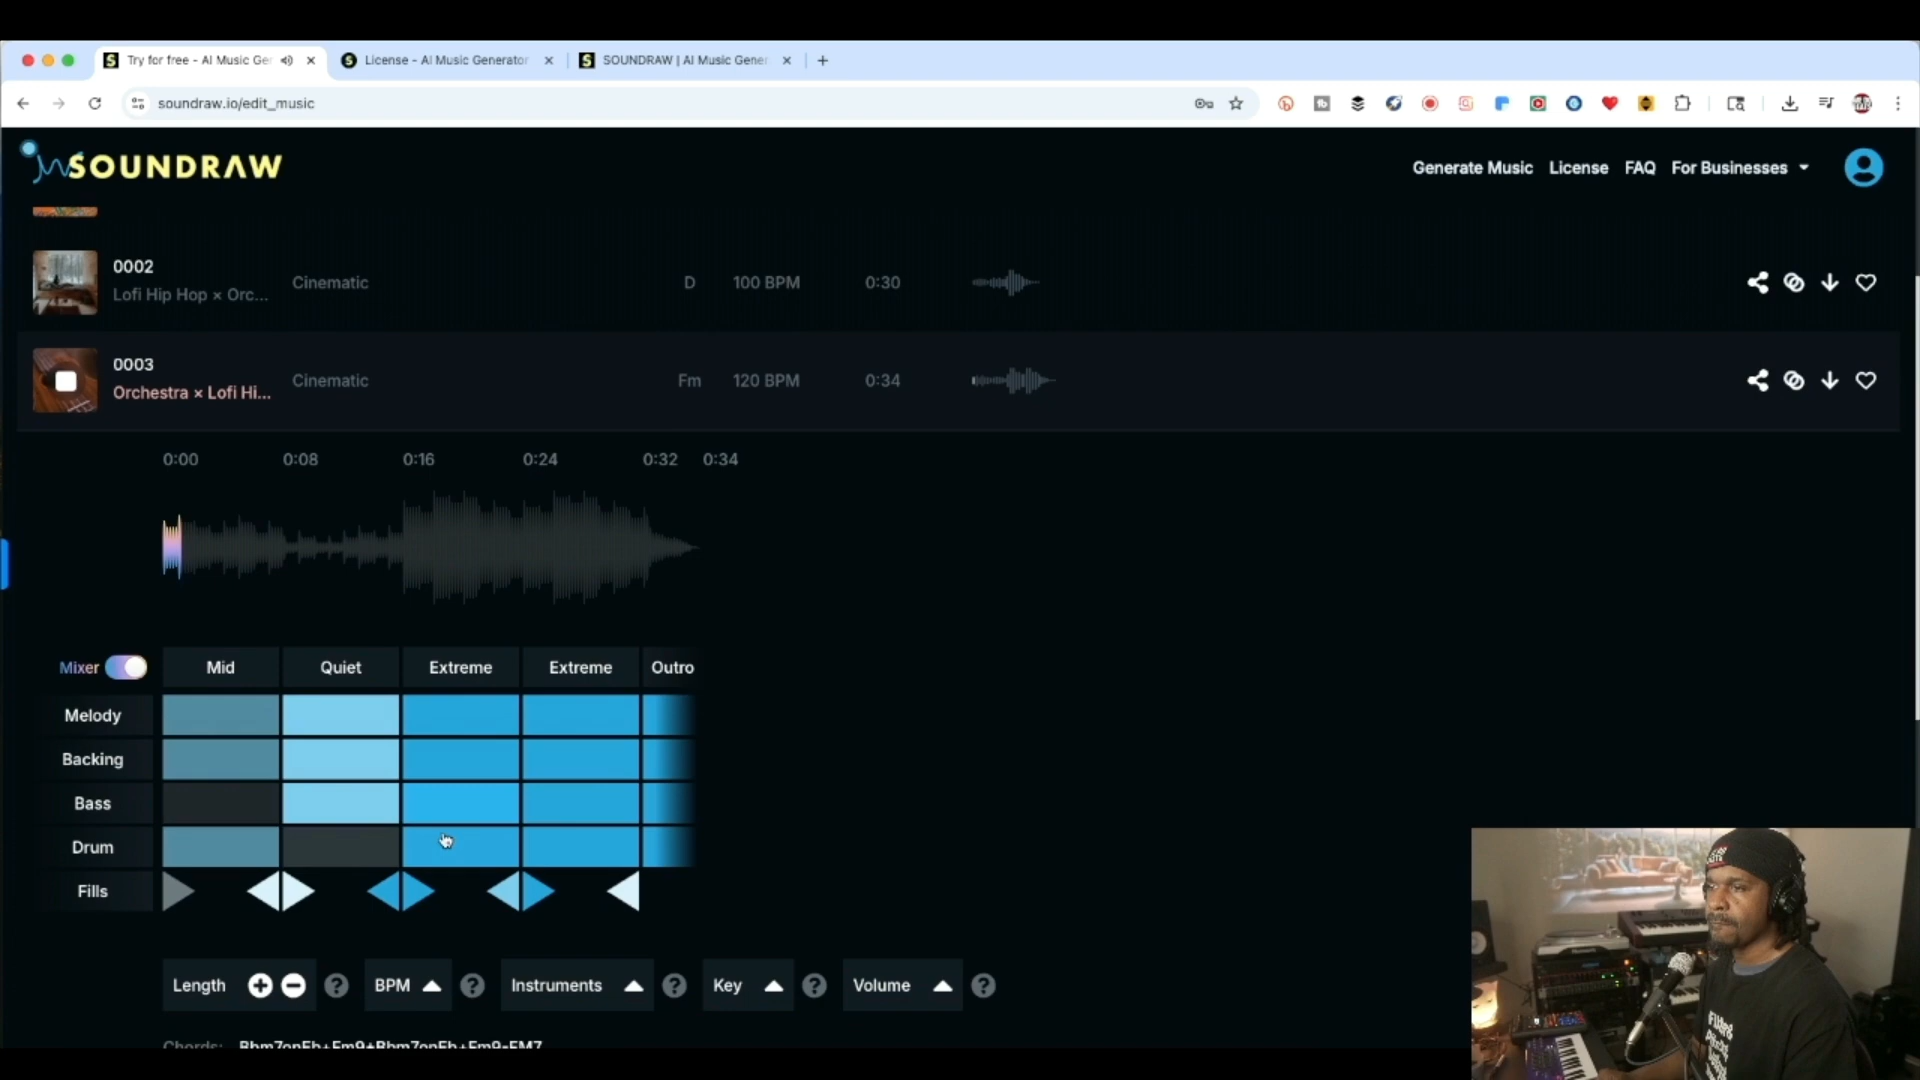 Try for free - AI Music Ge
License - AI Music Generator
SOUNDRAW | AI Music Gener
soundraw.io/edit_music
SOUNDRAW
Generate Music
License
FAQ
For Businesses
0002
Lofi Hip Hop × Orc...
Cinematic
D
100 BPM
0:30
0003
Orchestra × Lofi Hi...
Cinematic
Fm
120 BPM
0:34
0:00
0:08
0:16
0:24
0:32
0:34
Mixer
Mid
Quiet
Extreme
Extreme
Outro
Melody
Backing
Bass
Drum
Fills
Length
BPM
Instruments
Key
Volume
Chords: